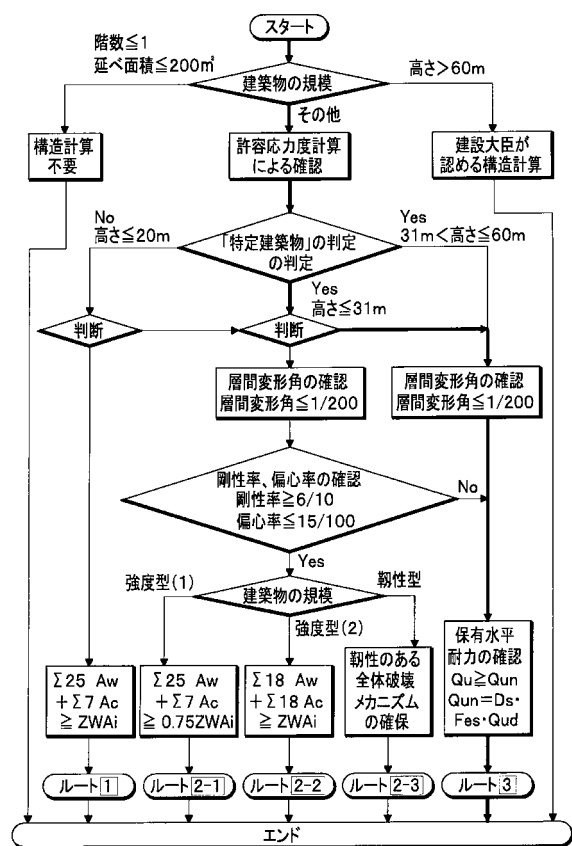 スタート
階数≦1
延べ面積≦200㎡
建築物の規模
高さ>60m
その他
構造計算
不要
許容応力度計算
による確認
建設大臣が
認める構造計算
No
高さ≦20m
「特定建築物」の判定
の判定
Yes
31m<高さ≦60m
Yes
高さ≦31m
判断
判断
層間変形角の確認
層間変形角≦1/200
層間変形角の確認
層間変形角≦1/200
剛性率、偏心率の確認
剛性率≧6/10
偏心率≦15/100
No
Yes
強度型(1)
建築物の規模
靱性型
強度型(2)
Σ25 Aw
+Σ7 Ac
≧ZWAi
Σ25 Aw
+Σ7 Ac
≧0.75ZWAi
Σ18 Aw
+Σ18 Ac
≧ZWAi
靱性のある
全体破壊
メカニズム
の確保
保有水平
耐力の確認
Qu≧Qun
Qun=Ds・
Fes・Qud
ルート1
ルート2-1
ルート2-2
ルート2-3
ルート3
エンド